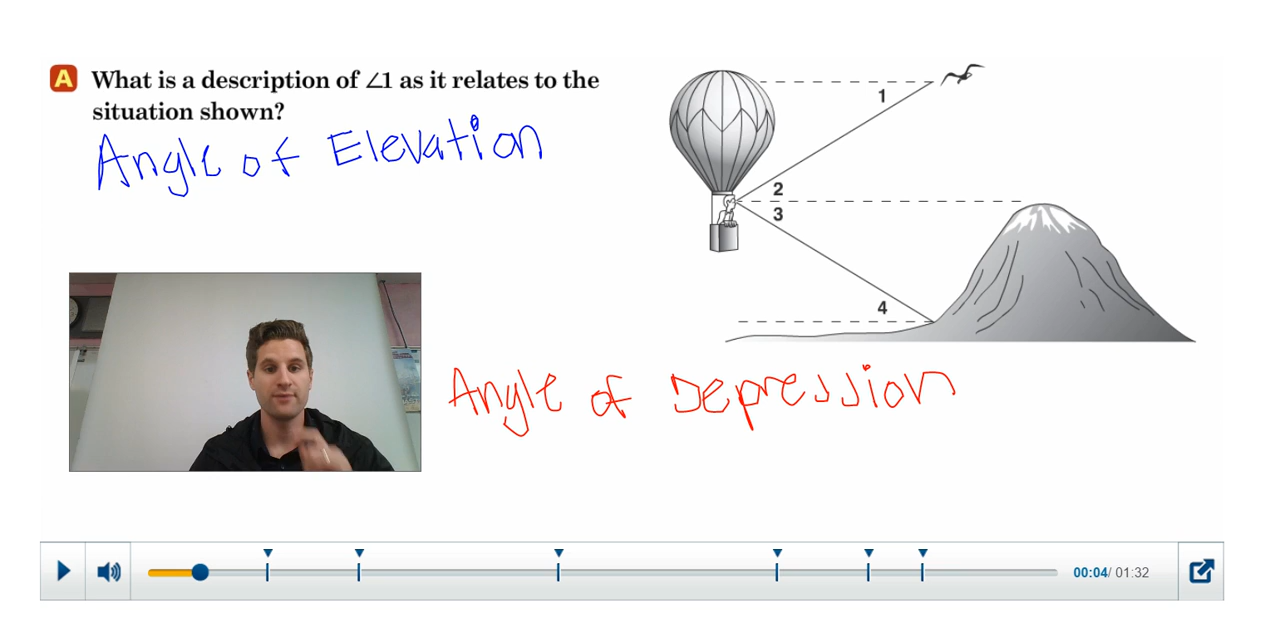 A What is a description of ∠1 as it relates to the
situation shown?
Angle of Elevation
1
2
3
4
Angle of Depression
00:04/ 01:32